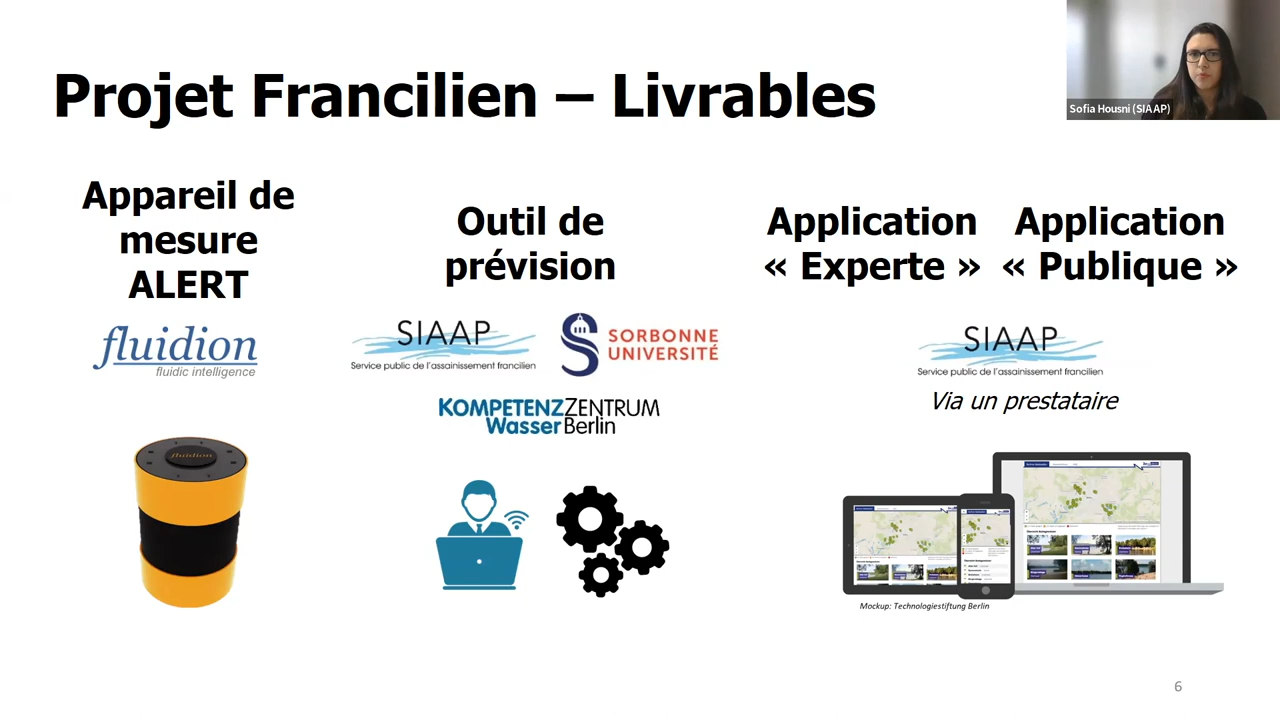 Projet Francilien – Livrables
Sofia Housni (SIAAP)
Appareil de
mesure
ALERT
fluidion
fluidic intelligence
Outil de
prévision
SIAAP
Service public de l'assainissement francilien
SORBONNE
UNIVERSITÉ
KOMPETENZZENTRUM
WasserBerlin
Application
« Experte »
Application
« Publique »
SIAAP
Service public de l'assainissement francilien
Via un prestataire
fluidion
Mockup: Technologiestiftung Berlin
6